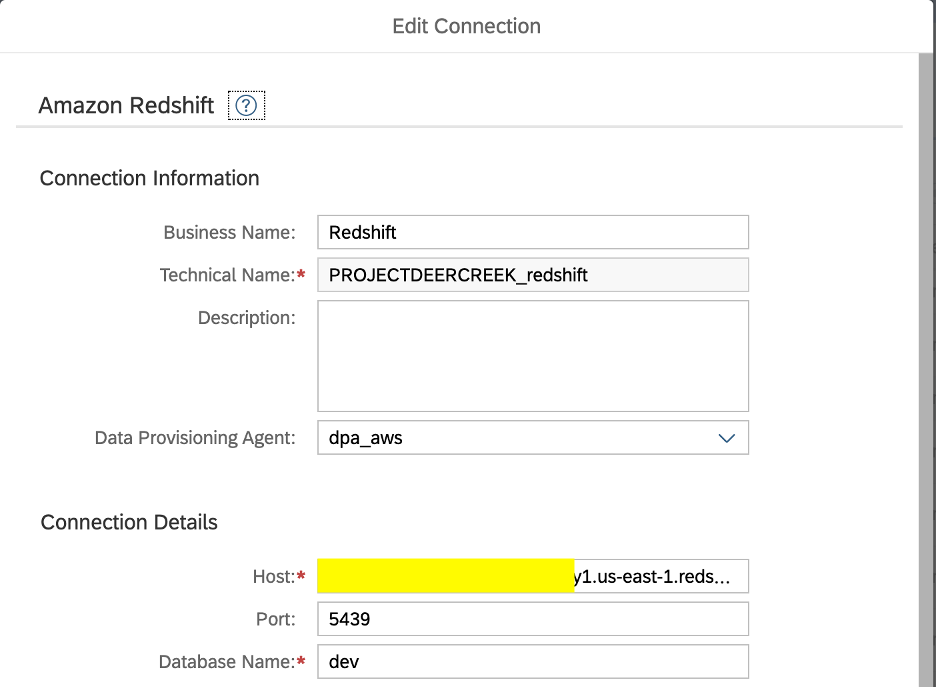 Edit Connection
Amazon Redshift ?
Connection Information
Business Name: Redshift
Technical Name:* PROJECTDEERCREEK_redshift
Description:
Data Provisioning Agent: dpa_aws
Connection Details
Host:* y1.us-east-1.reds...
Port: 5439
Database Name:* dev